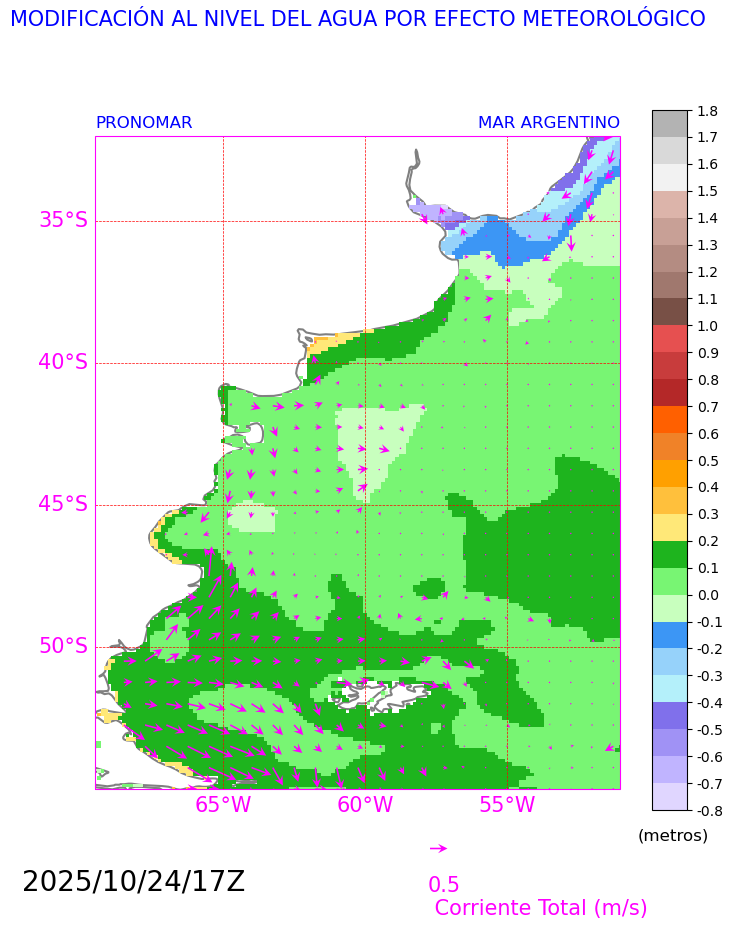 MODIFICACIÓN AL NIVEL DEL AGUA POR EFECTO METEOROLÓGICO
PRONOMAR MAR ARGENTINO
35°S
40°S
45°S
50°S
65°W 60°W 55°W
1.8
1.7
1.6
1.5
1.4
1.3
1.2
1.1
1.0
0.9
0.8
0.7
0.6
0.5
0.4
0.3
0.2
0.1
0.0
-0.1
-0.2
-0.3
-0.4
-0.5
-0.6
-0.7
-0.8
(metros)
2025/10/24/17Z
0.5
Corriente Total (m/s)